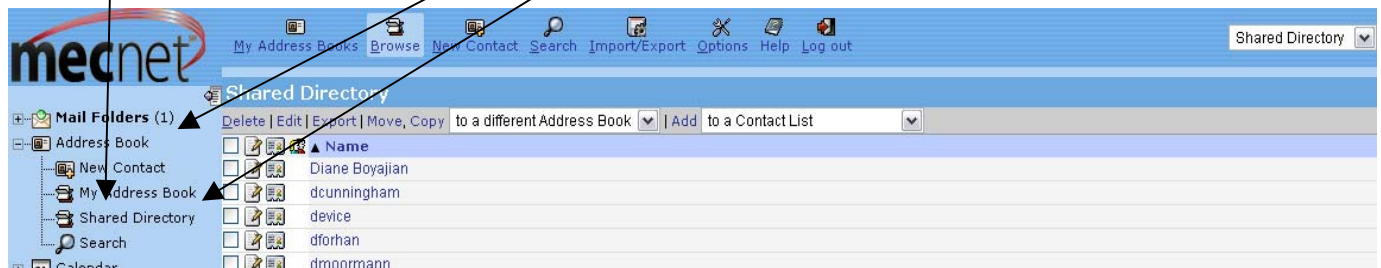 mecnet
My Address Books Browse New Contact Search Import/Export Options Help Log out
Shared Directory
Shared Directory
Mail Folders (1)
Delete | Edit | Export | Move, Copy to a different Address Book | Add to a Contact List
Address Book
Name
New Contact
Diane Boyajian
My Address Book
dcunningham
Shared Directory
device
Search
dforhan
Calendar
dmoormann